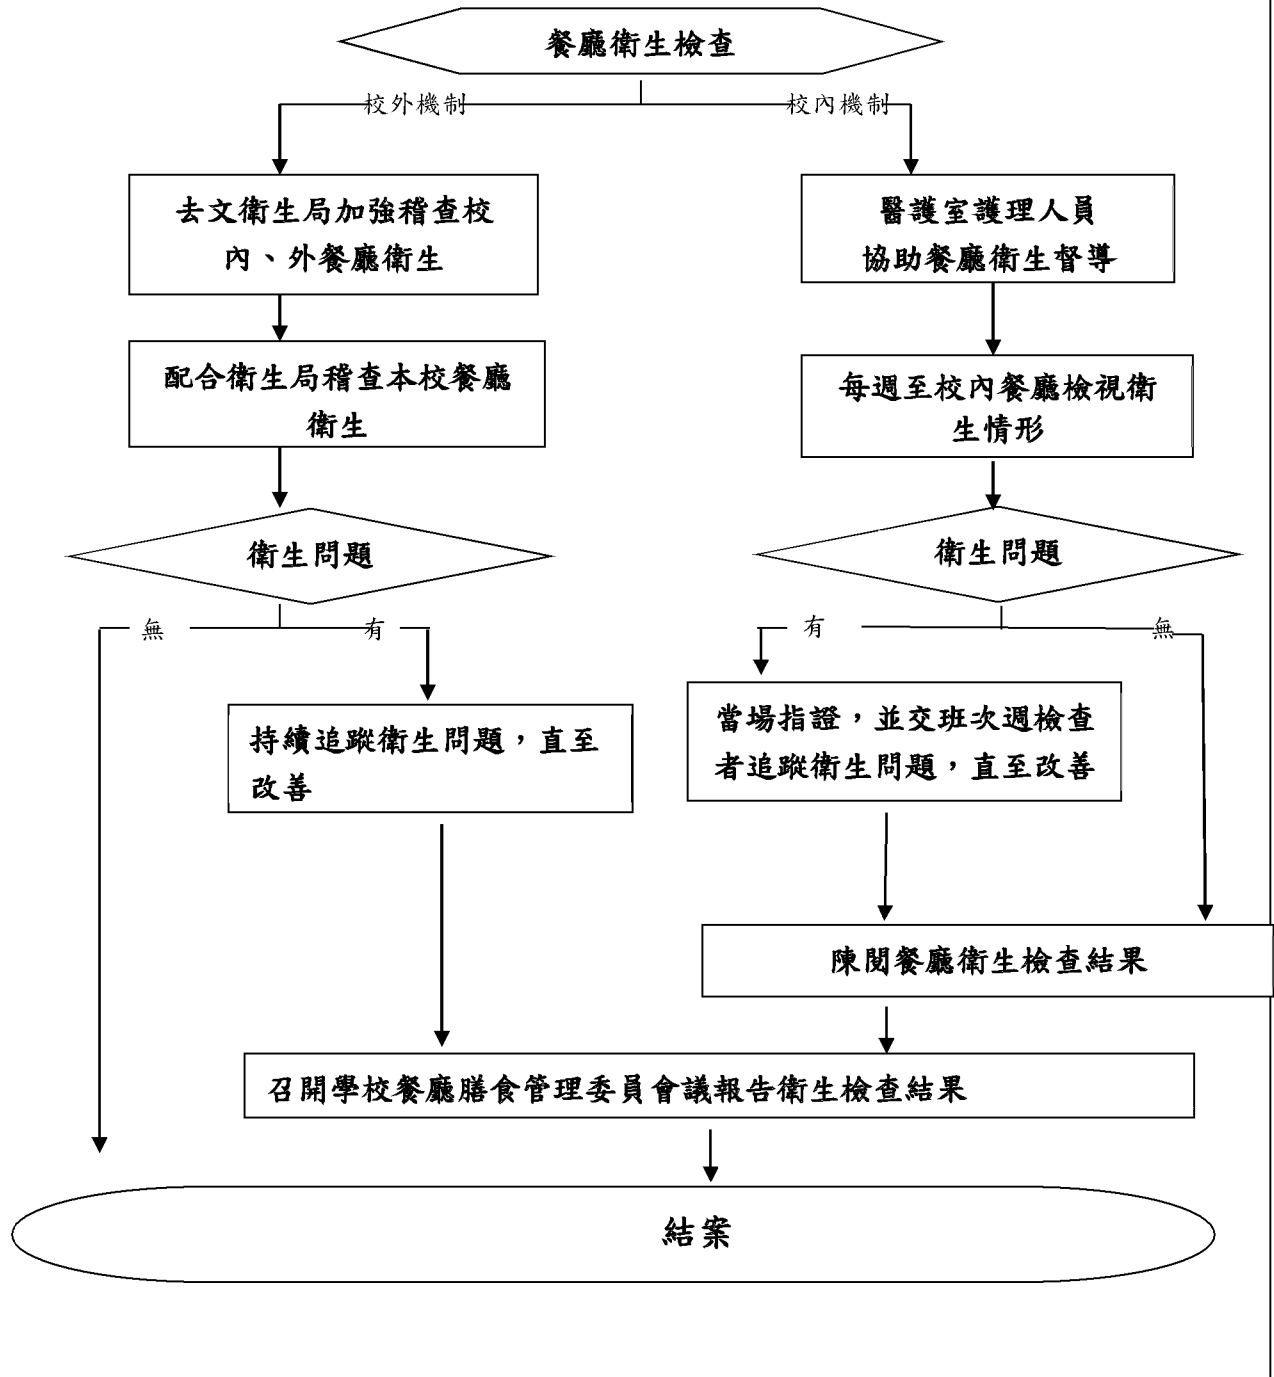 餐廳衛生檢查
校外機制
校內機制
去文衛生局加強稽查校
內、外餐廳衛生
醫護室護理人員
協助餐廳衛生督導
配合衛生局稽查本校餐廳
衛生
每週至校內餐廳檢視衛
生情形
衛生問題
衛生問題
無
有
有
無
持續追蹤衛生問題，直至
改善
當場指證，並交班次週檢查
者追蹤衛生問題，直至改善
陳閱餐廳衛生檢查結果
召開學校餐廳膳食管理委員會議報告衛生檢查結果
結案